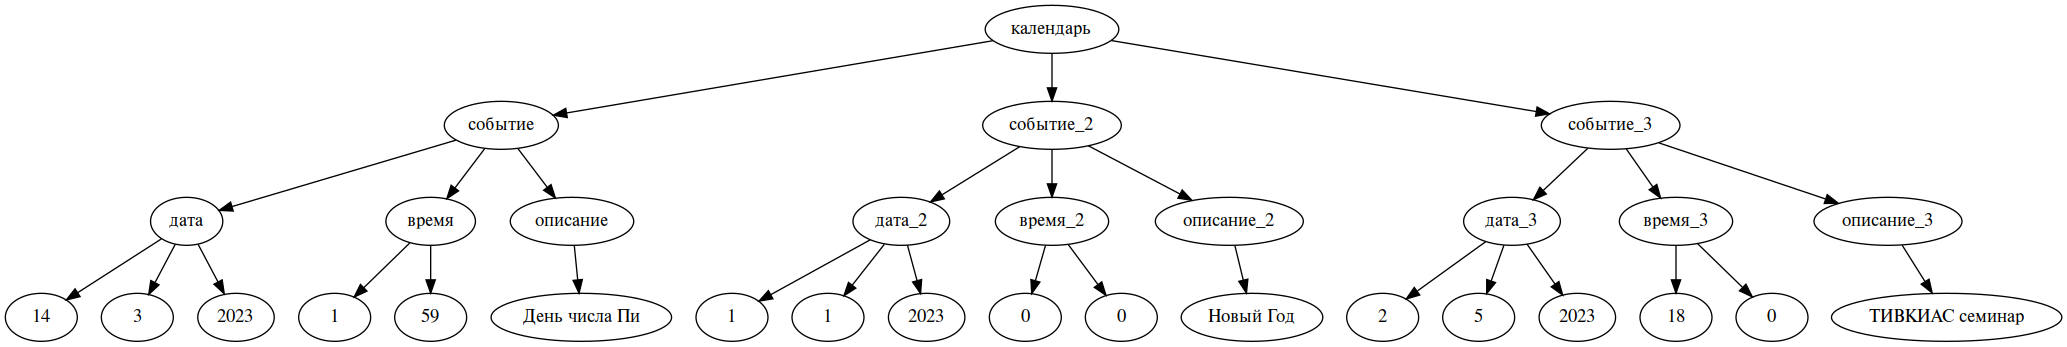 календарь
событие
событие_2
событие_3
дата
время
описание
дата_2
время_2
описание_2
дата_3
время_3
описание_3
14
3
2023
1
59
День числа Пи
1
1
2023
0
0
Новый Год
2
5
2023
18
0
ТИВКИАС семинар